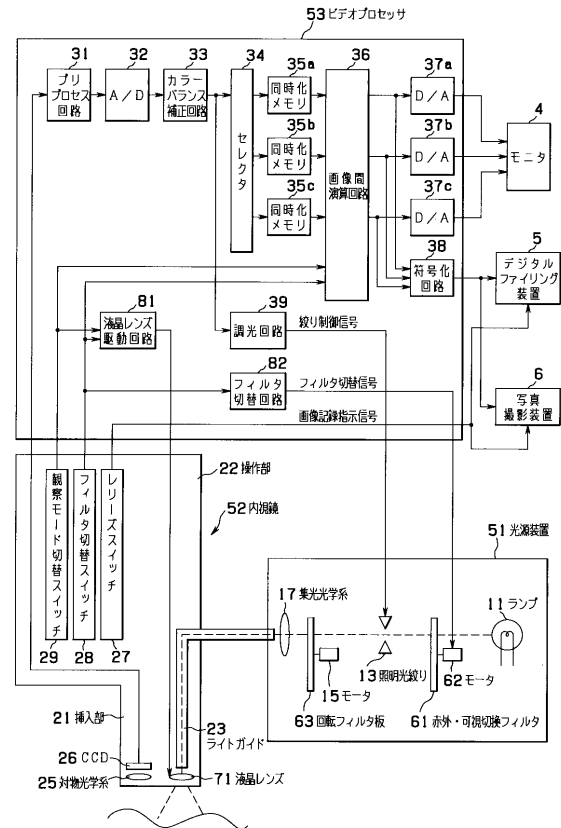 53 ビデオプロセッサ
31
プリ
プロセス
回路
32
A/D
33
カラー
バランス
補正回路
34
セレクタ
35a
同時化
メモリ
35b
同時化
メモリ
35c
同時化
メモリ
36
画像間
演算回路
37a
D/A
37b
D/A
37c
D/A
38
符号化
回路
4
モニタ
5
デジタル
ファイリング
装置
6
写真
撮影装置
81
液晶レンズ
駆動回路
39
調光回路
絞り制御信号
82
フィルタ
切替回路
フィルタ切替信号
画像記録指示信号
22 操作部
52 内視鏡
観察モード切替スイッチ
29
フィルタ切替スイッチ
28
レリーズスイッチ
27
51 光源装置
17 集光光学系
11 ランプ
13 照明光絞り
15 モータ
62 モータ
63 回転フィルタ板
61 赤外・可視切換フィルタ
21 挿入部
23
ライトガイド
26 CCD
25 対物光学系
71 液晶レンズ